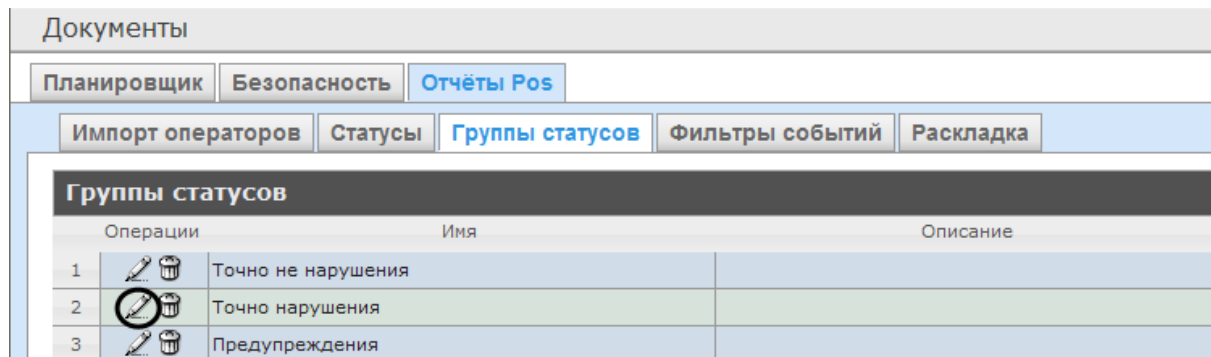 Документы
Планировщик Безопасность Отчёты Pos
Импорт операторов Статусы Группы статусов Фильтры событий Раскладка
Группы статусов
Операции Имя Описание
1 Точно не нарушения
2 Точно нарушения
3 Предупреждения